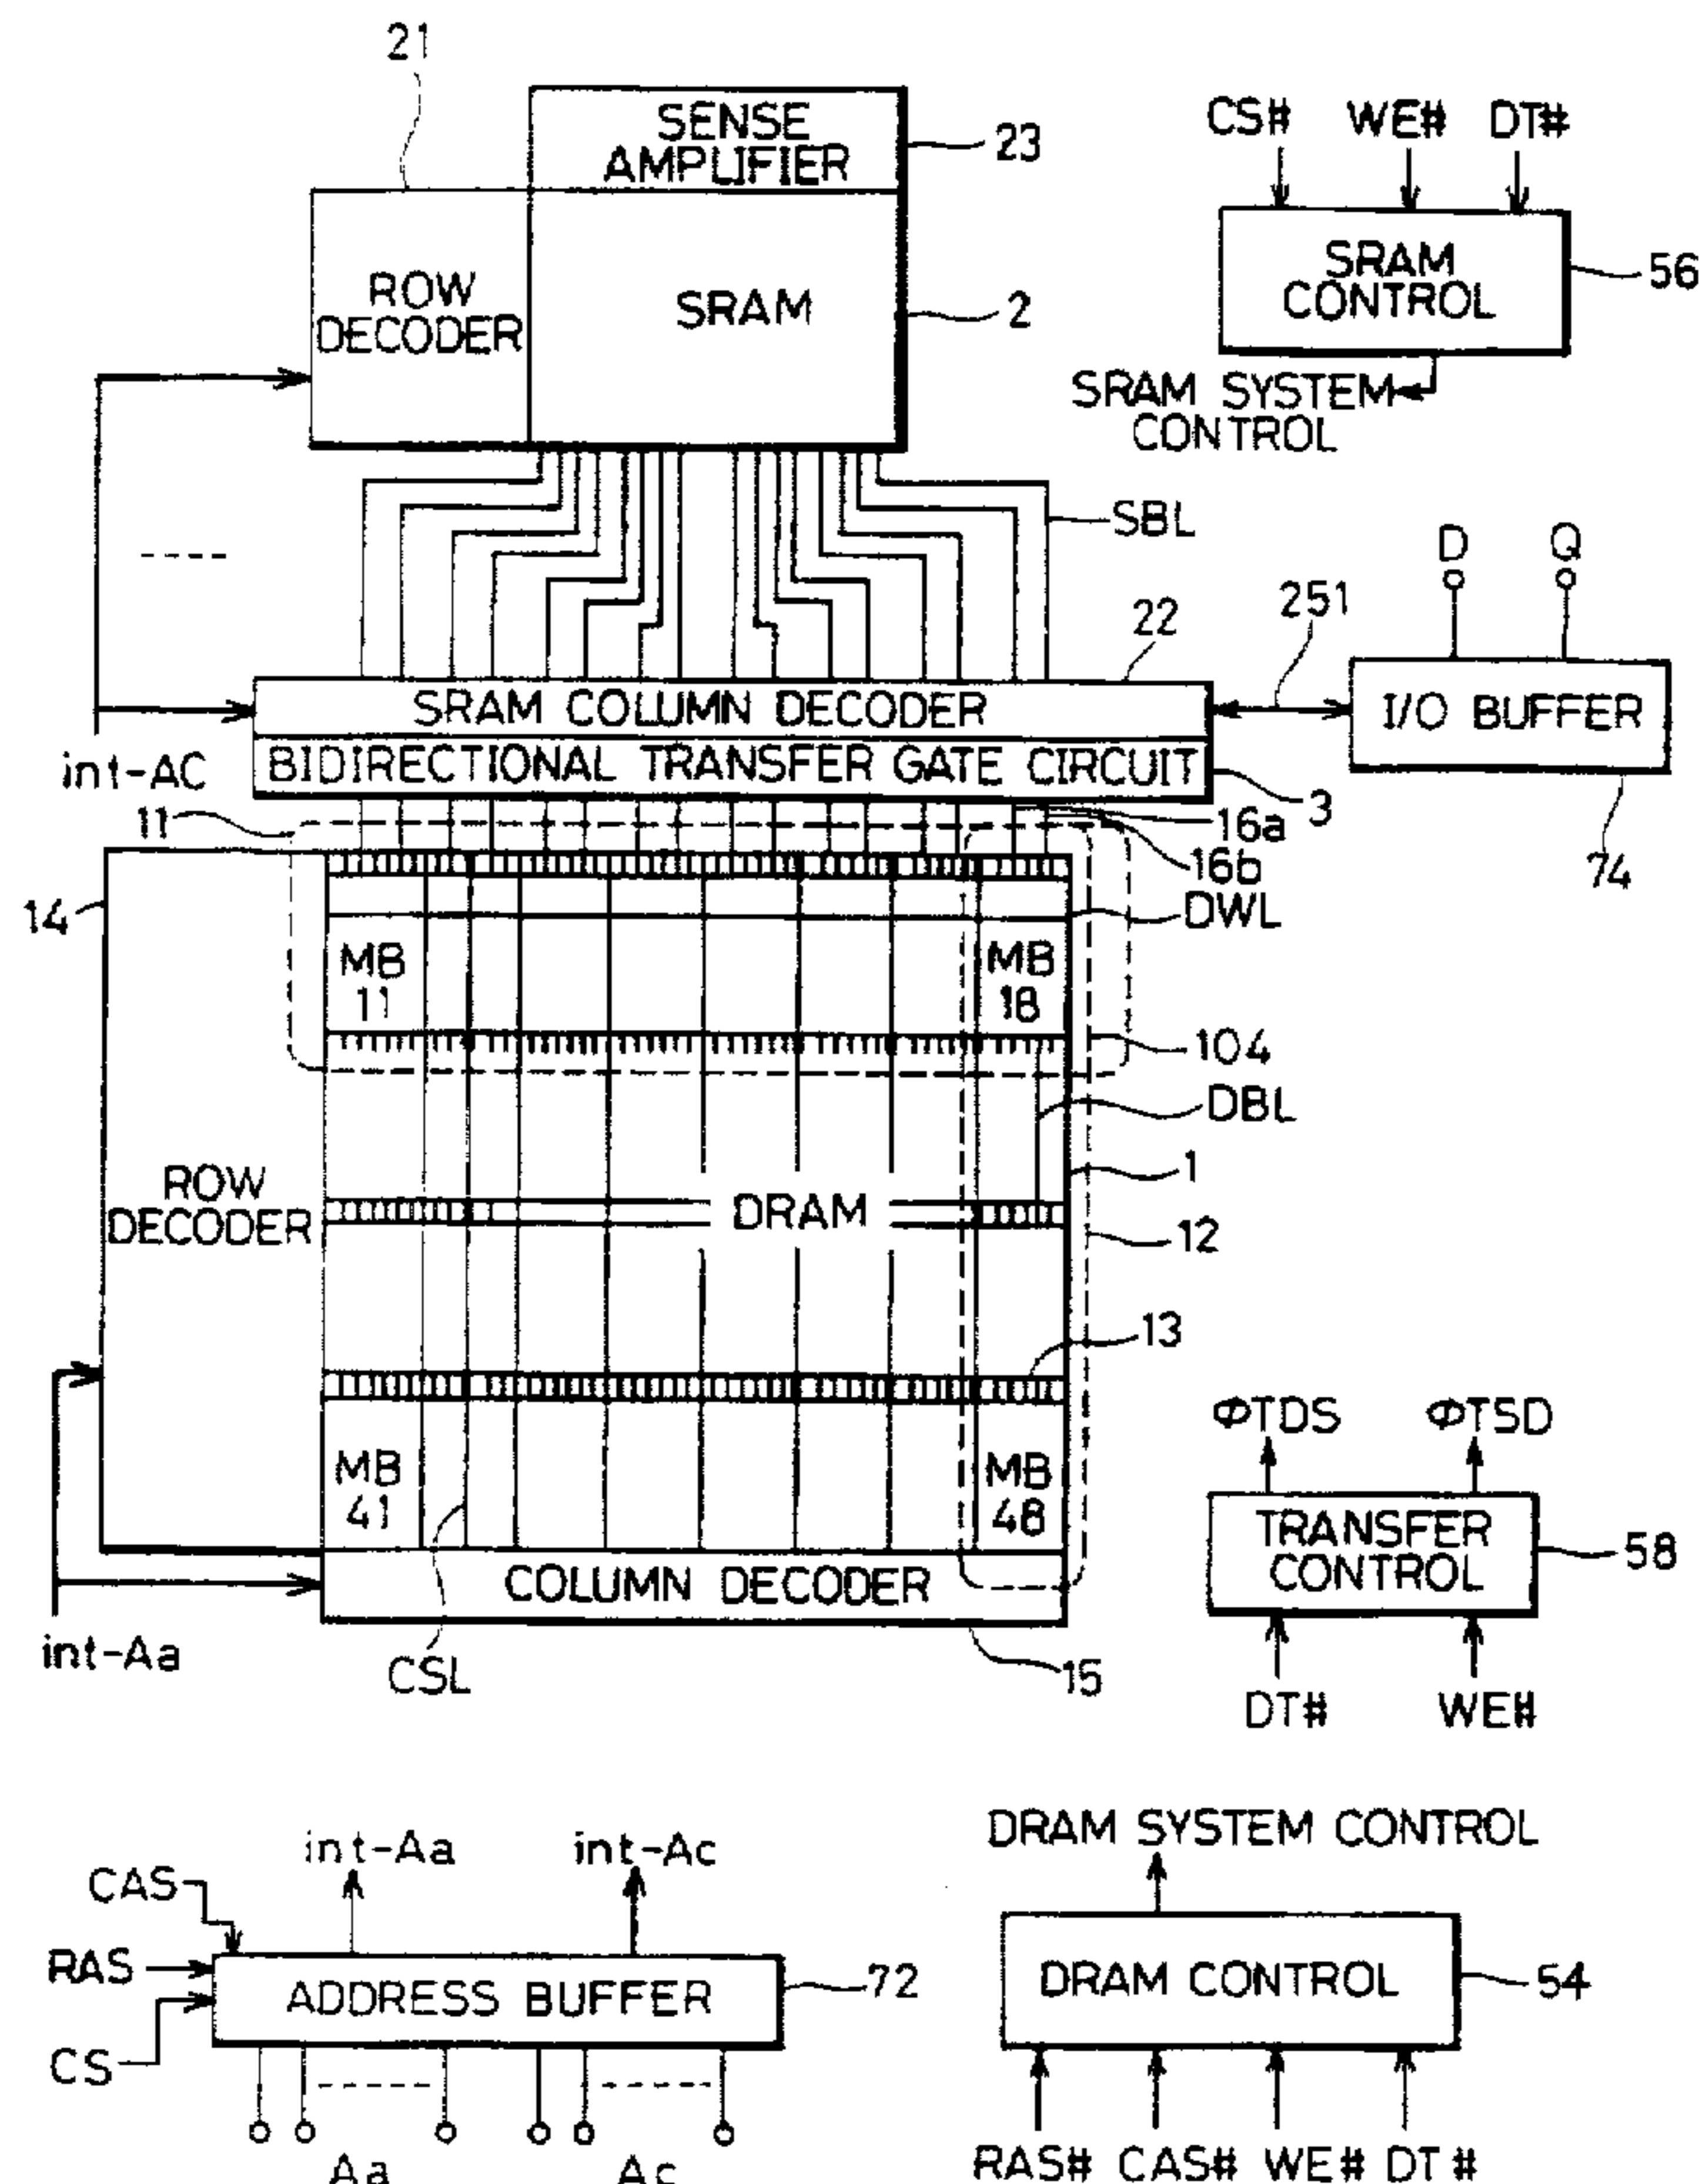 21
SENSE
AMPLIFIER
23
CS# WE# DT#
ROW
DECODER
SRAM
2
SRAM
CONTROL
56
SRAM SYSTEM
CONTROL
SBL
D Q
251
22
SRAM COLUMN DECODER
I/O BUFFER
int-AC
BIDIRECTIONAL TRANSFER GATE CIRCUIT
3
11
16a
16b
74
14
DWL
MB
11
MB
18
104
DBL
1
ROW
DECODER
DRAM
12
13
ΦTDS ΦTSD
MB
41
MB
48
TRANSFER
CONTROL
58
COLUMN DECODER
int-Aa
CSL
15
DT# WE#
DRAM SYSTEM CONTROL
int-Aa int-Ac
CAS
RAS
ADDRESS BUFFER
72
DRAM CONTROL
54
CS
Aa Ac
RAS# CAS# WE# DT#